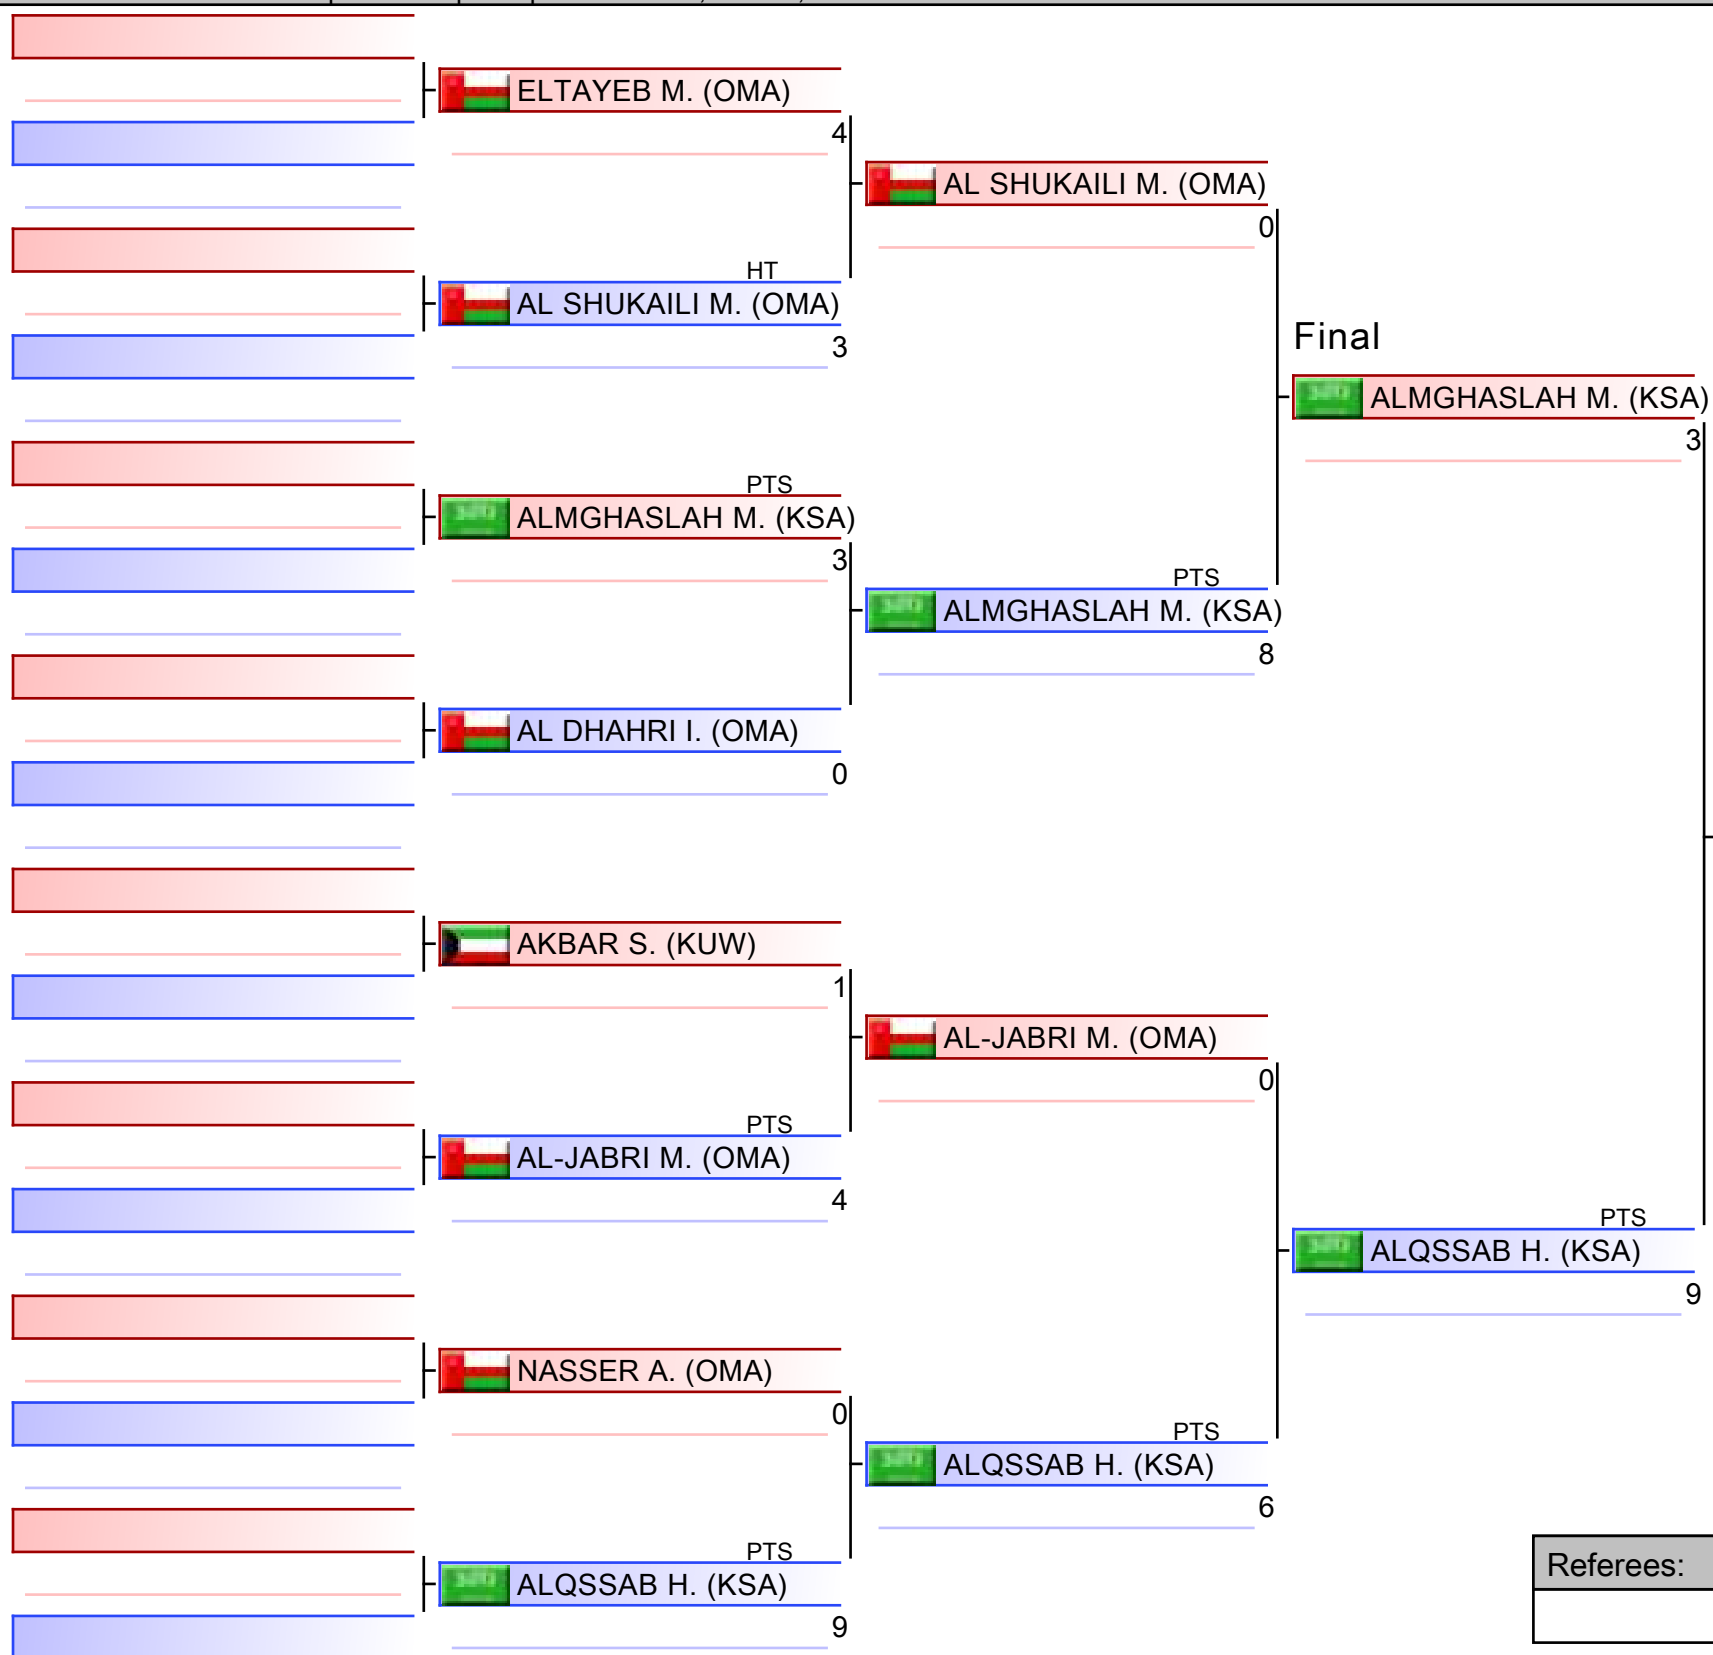 ELTAYEB M. (OMA)
4
AL SHUKAILI M. (OMA)
0
HT
AL SHUKAILI M. (OMA)
3
Final
ALMGHASLAH M. (KSA)
3
PTS
ALMGHASLAH M. (KSA)
3
PTS
ALMGHASLAH M. (KSA)
8
AL DHAHRI I. (OMA)
0
AKBAR S. (KUW)
1
AL-JABRI M. (OMA)
0
PTS
AL-JABRI M. (OMA)
4
PTS
ALQSSAB H. (KSA)
9
NASSER A. (OMA)
0
PTS
ALQSSAB H. (KSA)
6
PTS
ALQSSAB H. (KSA)
9
Referees: